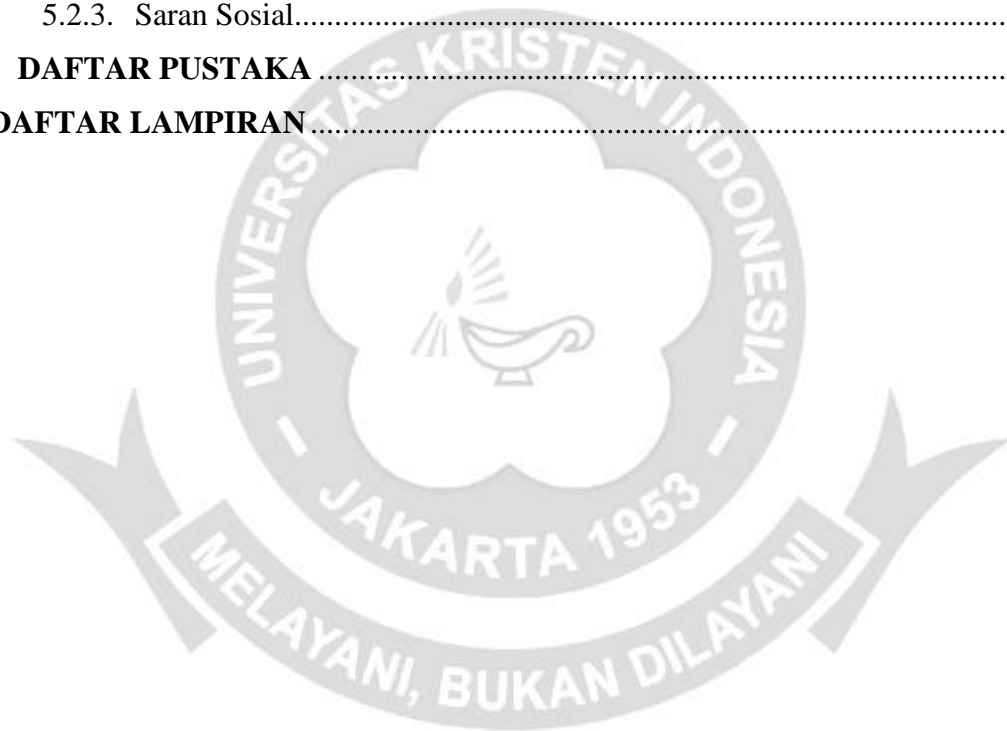 5.2.3. Saran Sosial..........................................................................................
DAFTAR PUSTAKA ..........................................................................................
DAFTAR LAMPIRAN..........................................................................................
UNIVERSITAS KRISTEN INDONESIA
- JAKARTA 1953 -
MELAYANI, BUKAN DILAYANI